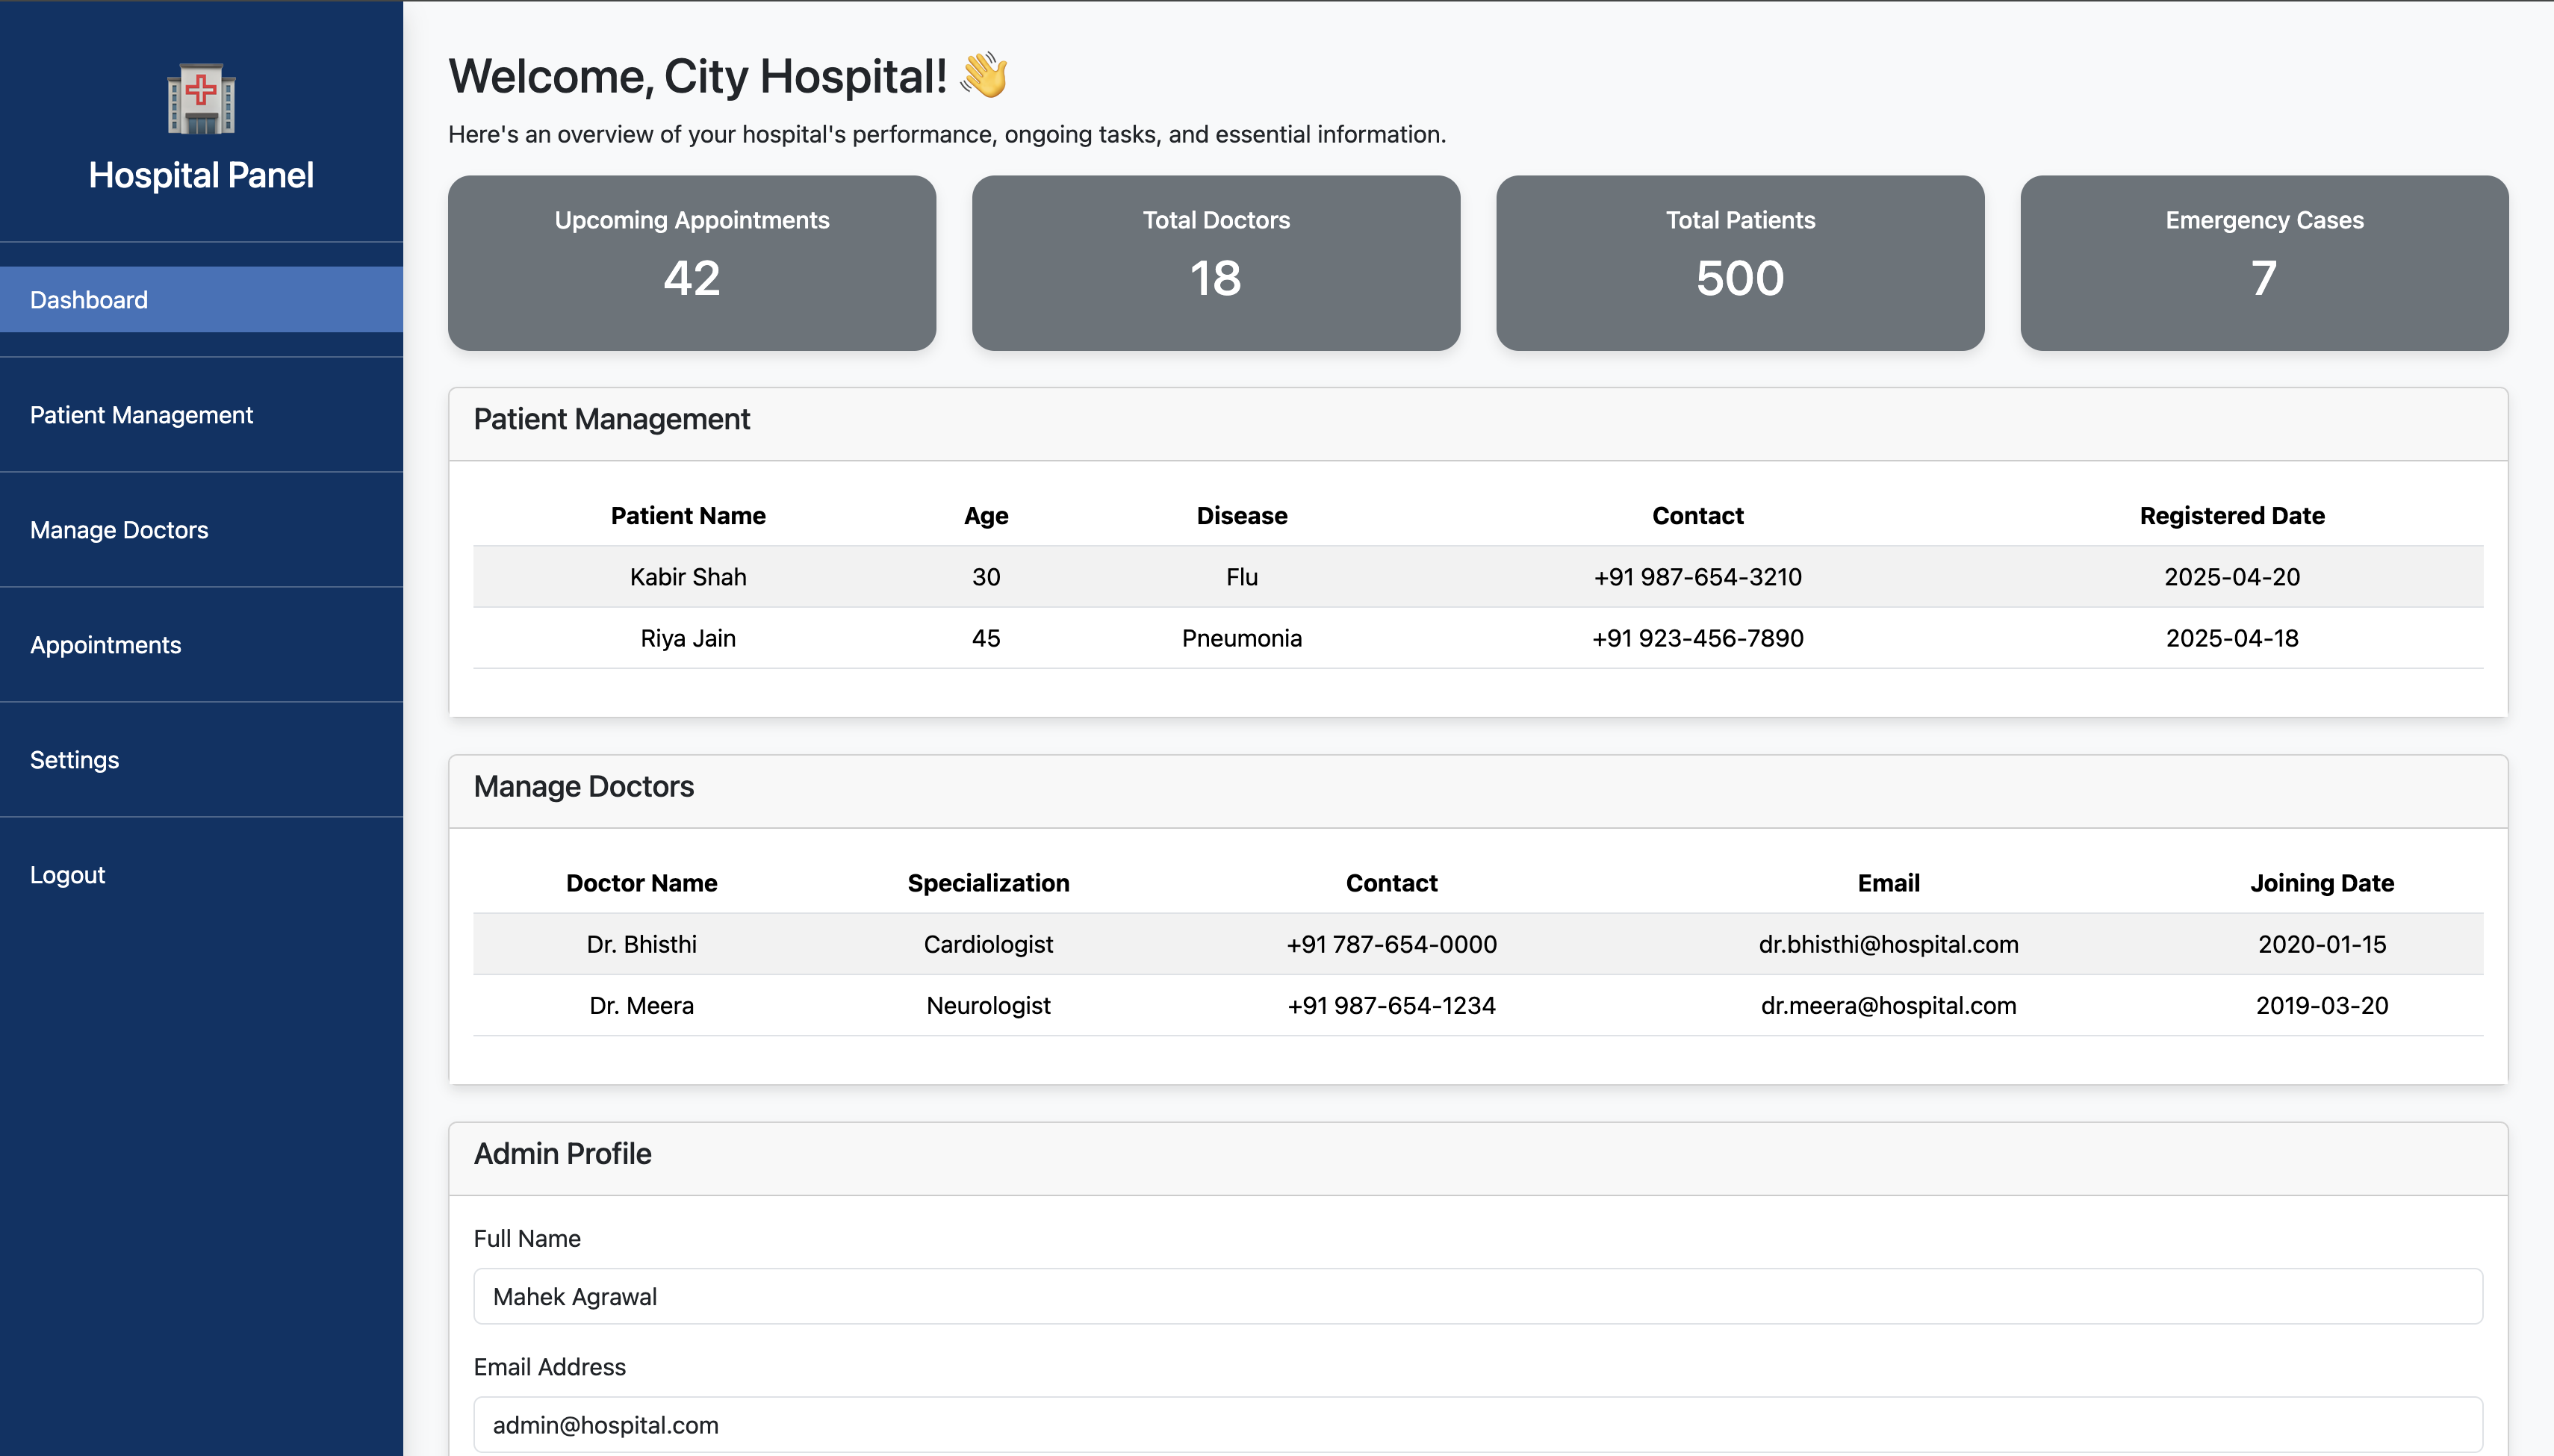 Hospital Panel
Dashboard
Patient Management
Manage Doctors
Appointments
Settings
Logout
Welcome, City Hospital! 👋
Here's an overview of your hospital's performance, ongoing tasks, and essential information.
Upcoming Appointments
42
Total Doctors
18
Total Patients
500
Emergency Cases
7
Patient Management
Patient Name Age Disease Contact Registered Date
Kabir Shah 30 Flu +91 987-654-3210 2025-04-20
Riya Jain 45 Pneumonia +91 923-456-7890 2025-04-18
Manage Doctors
Doctor Name Specialization Contact Email Joining Date
Dr. Bhisthi Cardiologist +91 787-654-0000 dr.bhisthi@hospital.com 2020-01-15
Dr. Meera Neurologist +91 987-654-1234 dr.meera@hospital.com 2019-03-20
Admin Profile
Full Name
Mahek Agrawal
Email Address
admin@hospital.com